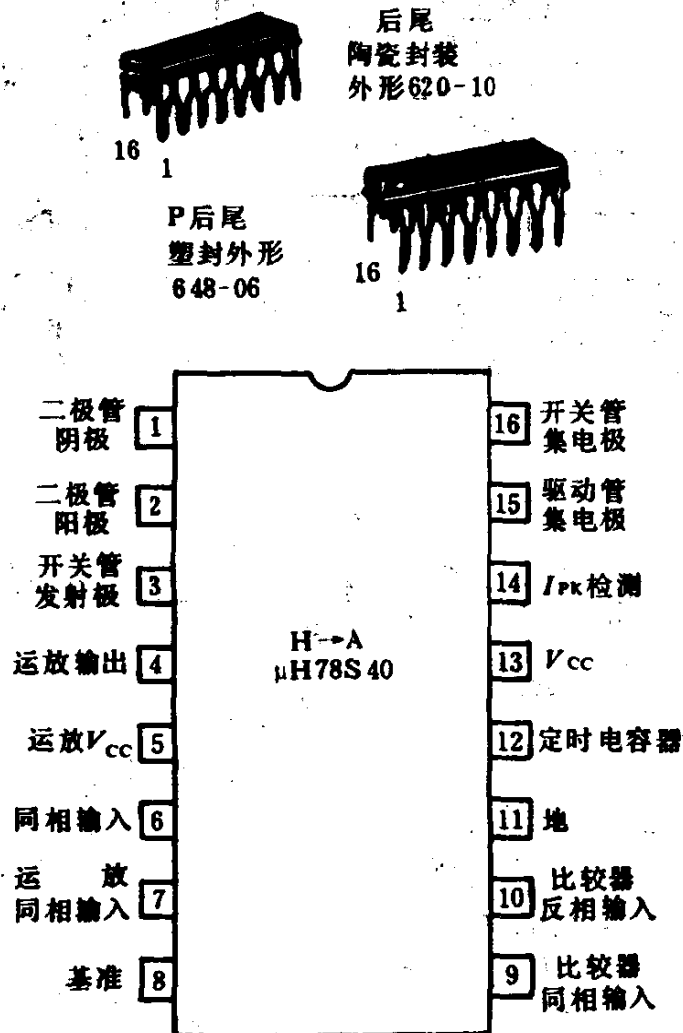 后尾
陶瓷封装
外形620-10
16
1
P后尾
塑封外形
648-06
16
1
二极管
阴极
1
二极管
阳极
2
开关管
发射极
3
运放输出
4
运放VCC
5
同相输入
6
运 放
同相输入
7
基准
8
H→A
μH78S40
16
开关管
集电极
15
驱动管
集电极
14
IPK检测
13
VCC
12
定时电容器
11
地
10
比较器
反相输入
9
比较器
同相输入